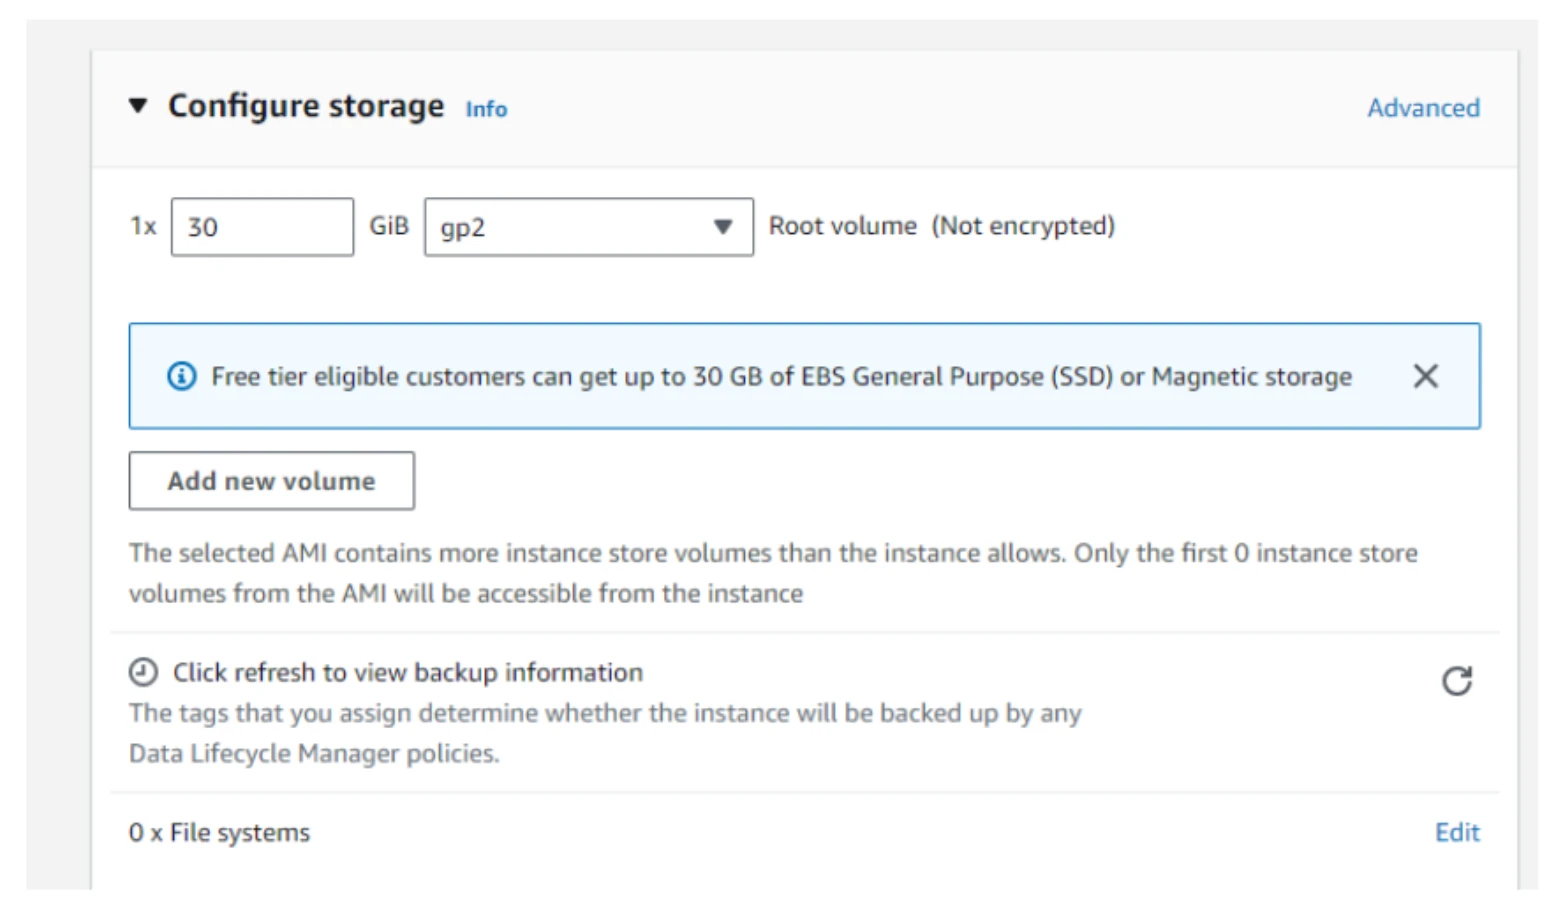 Configure storage Info Advanced
1x 30 GiB gp2 Root volume (Not encrypted)
Free tier eligible customers can get up to 30 GB of EBS General Purpose (SSD) or Magnetic storage
Add new volume
The selected AMI contains more instance store volumes than the instance allows. Only the first 0 instance store
volumes from the AMI will be accessible from the instance
Click refresh to view backup information
The tags that you assign determine whether the instance will be backed up by any
Data Lifecycle Manager policies.
0 x File systems Edit